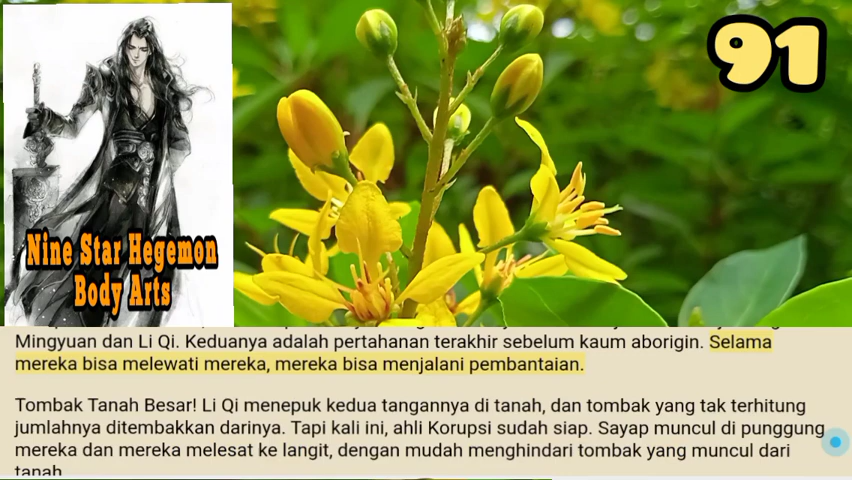 91
Nine Star Hegemon
Body Arts
Mingyuan dan Li Qi. Keduanya adalah pertahanan terakhir sebelum kaum aborigin. Selama
mereka bisa melewati mereka, mereka bisa menjalani pembantaian.
Tombak Tanah Besar! Li Qi menepuk kedua tangannya di tanah, dan tombak yang tak terhitung
jumlahnya ditembakkan darinya. Tapi kali ini, ahli Korupsi sudah siap. Sayap muncul di punggung
mereka dan mereka melesat ke langit, dengan mudah menghindari tombak yang muncul dari
tanah.